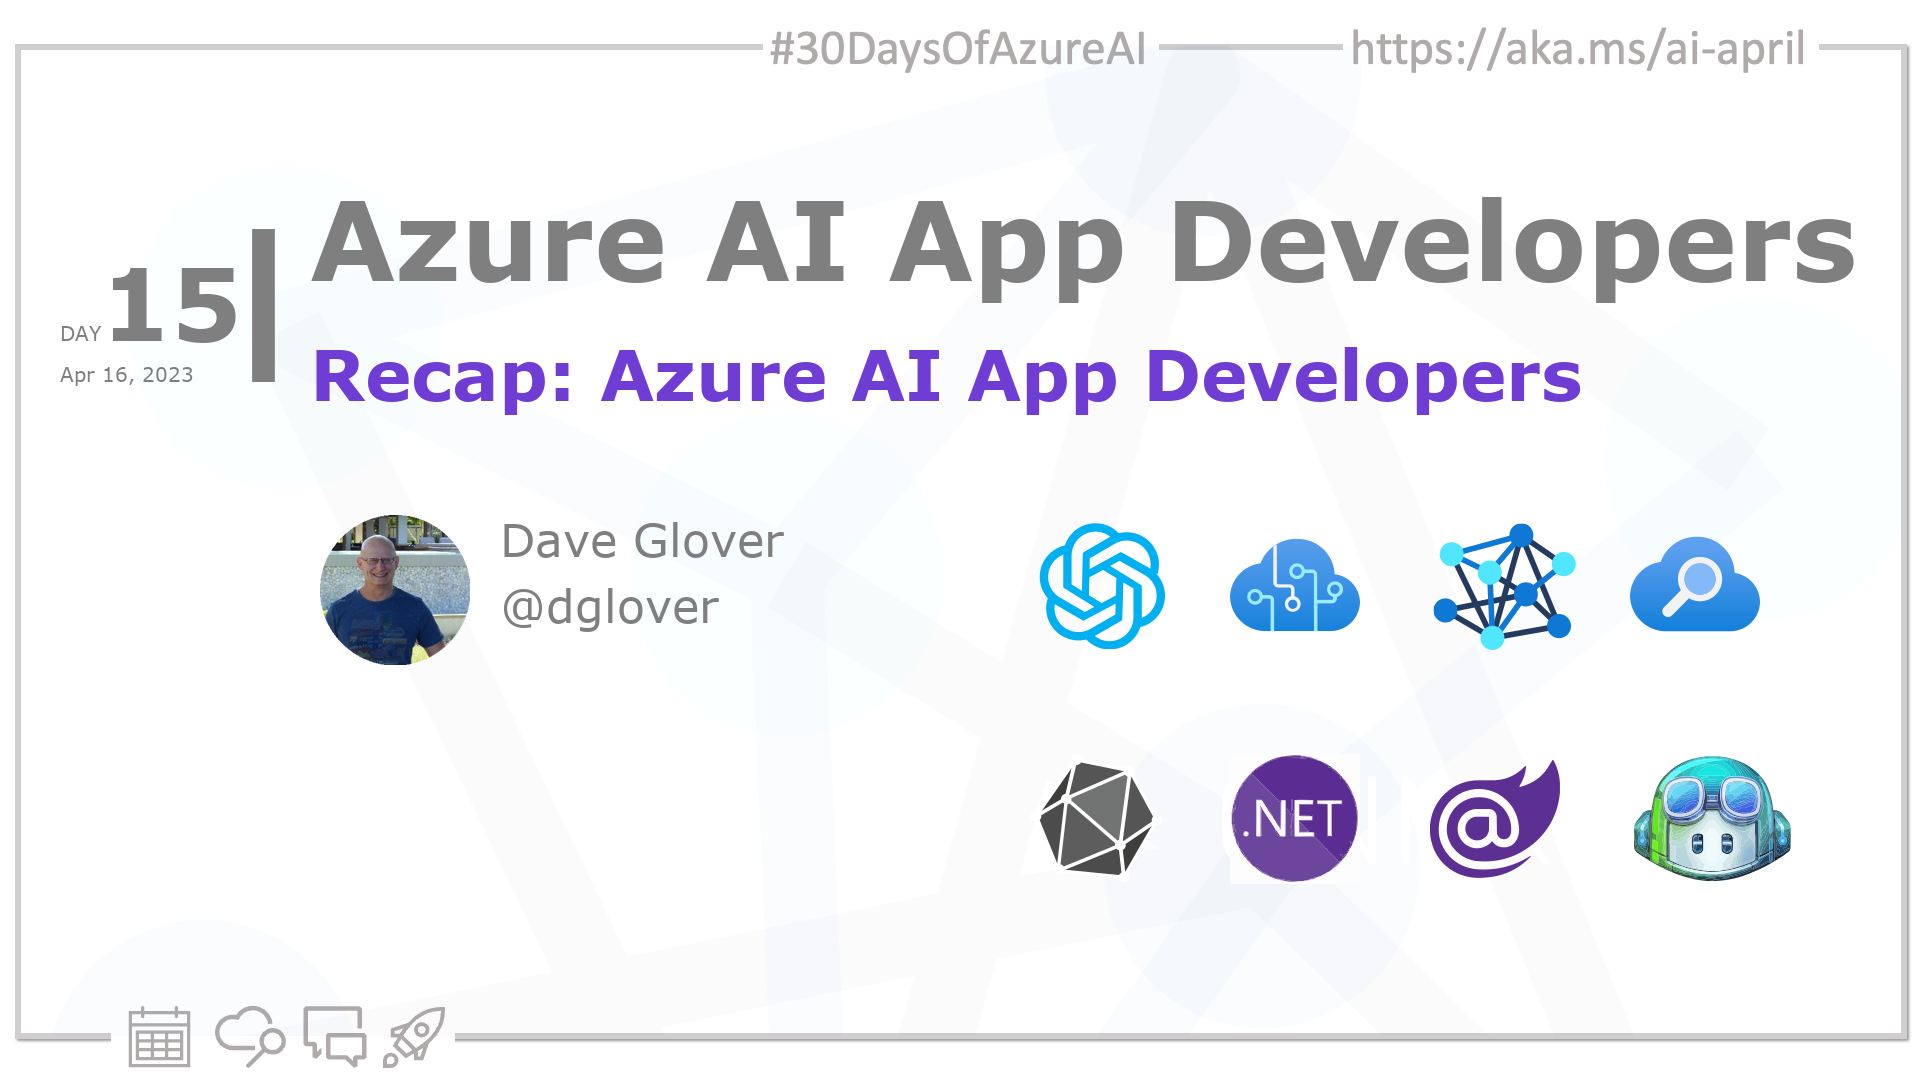 #30DaysOfAzureAI
https://aka.ms/ai-april
Azure AI App Developers
DAY 15
Apr 16, 2023
Recap: Azure AI App Developers
Dave Glover
@dglover
.NET
@